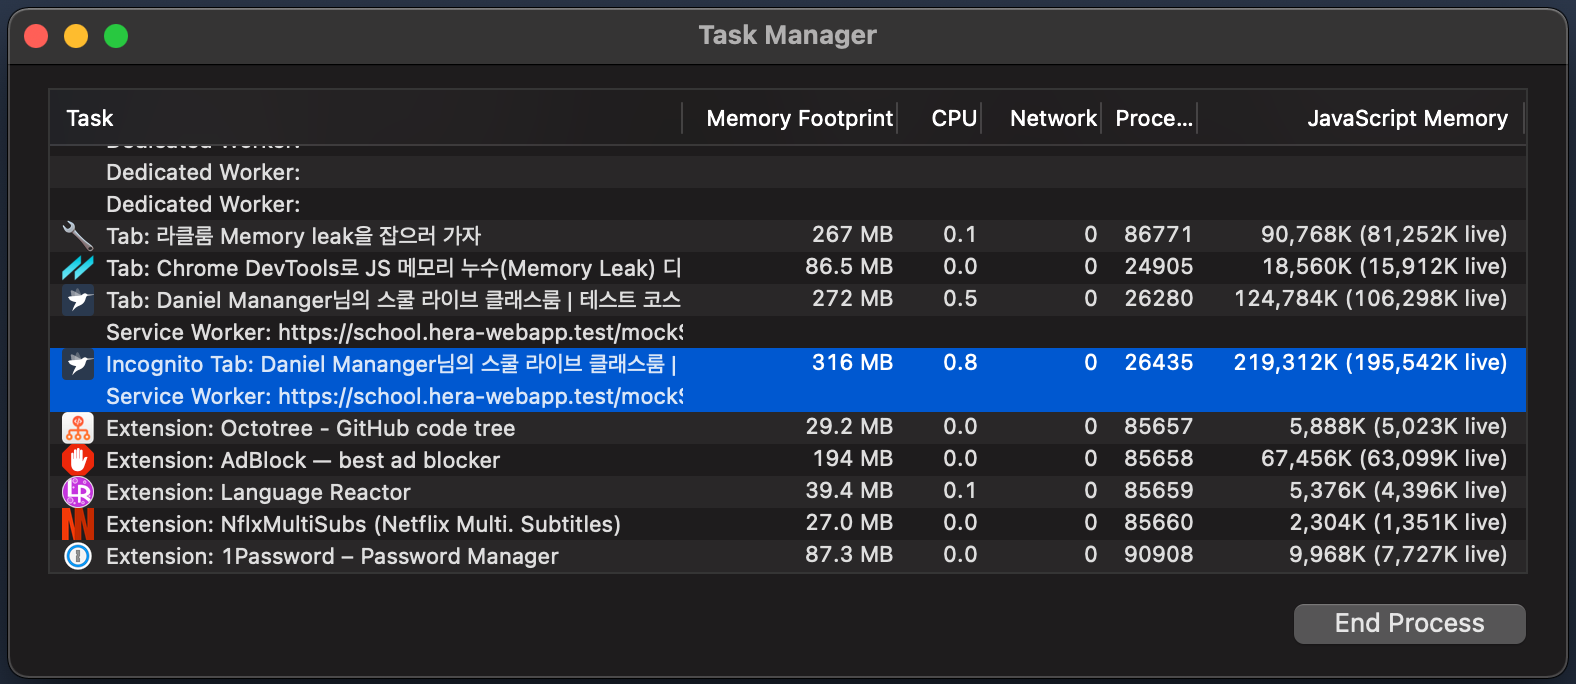 Task Manager
Task Memory Footprint CPU Network Proce... JavaScript Memory
Dedicated Worker:
Dedicated Worker:
Dedicated Worker:
Tab: 라클룸 Memory leak을 잡으러 가자 267 MB 0.1 0 86771 90,768K (81,252K live)
Tab: Chrome DevTools로 JS 메모리 누수(Memory Leak) 디 86.5 MB 0.0 0 24905 18,560K (15,912K live)
Tab: Daniel Mananger님의 스쿨 라이브 클래스룸 | 테스트 코스 272 MB 0.5 0 26280 124,784K (106,298K live)
Service Worker: https://school.hera-webapp.test/mockS
Incognito Tab: Daniel Mananger님의 스쿨 라이브 클래스룸 | 316 MB 0.8 0 26435 219,312K (195,542K live)
Service Worker: https://school.hera-webapp.test/mockS
Extension: Octotree - GitHub code tree 29.2 MB 0.0 0 85657 5,888K (5,023K live)
Extension: AdBlock — best ad blocker 194 MB 0.0 0 85658 67,456K (63,099K live)
LR Extension: Language Reactor 39.4 MB 0.1 0 85659 5,376K (4,396K live)
Extension: NflxMultiSubs (Netflix Multi. Subtitles) 27.0 MB 0.0 0 85660 2,304K (1,351K live)
Extension: 1Password – Password Manager 87.3 MB 0.0 0 90908 9,968K (7,727K live)
End Process